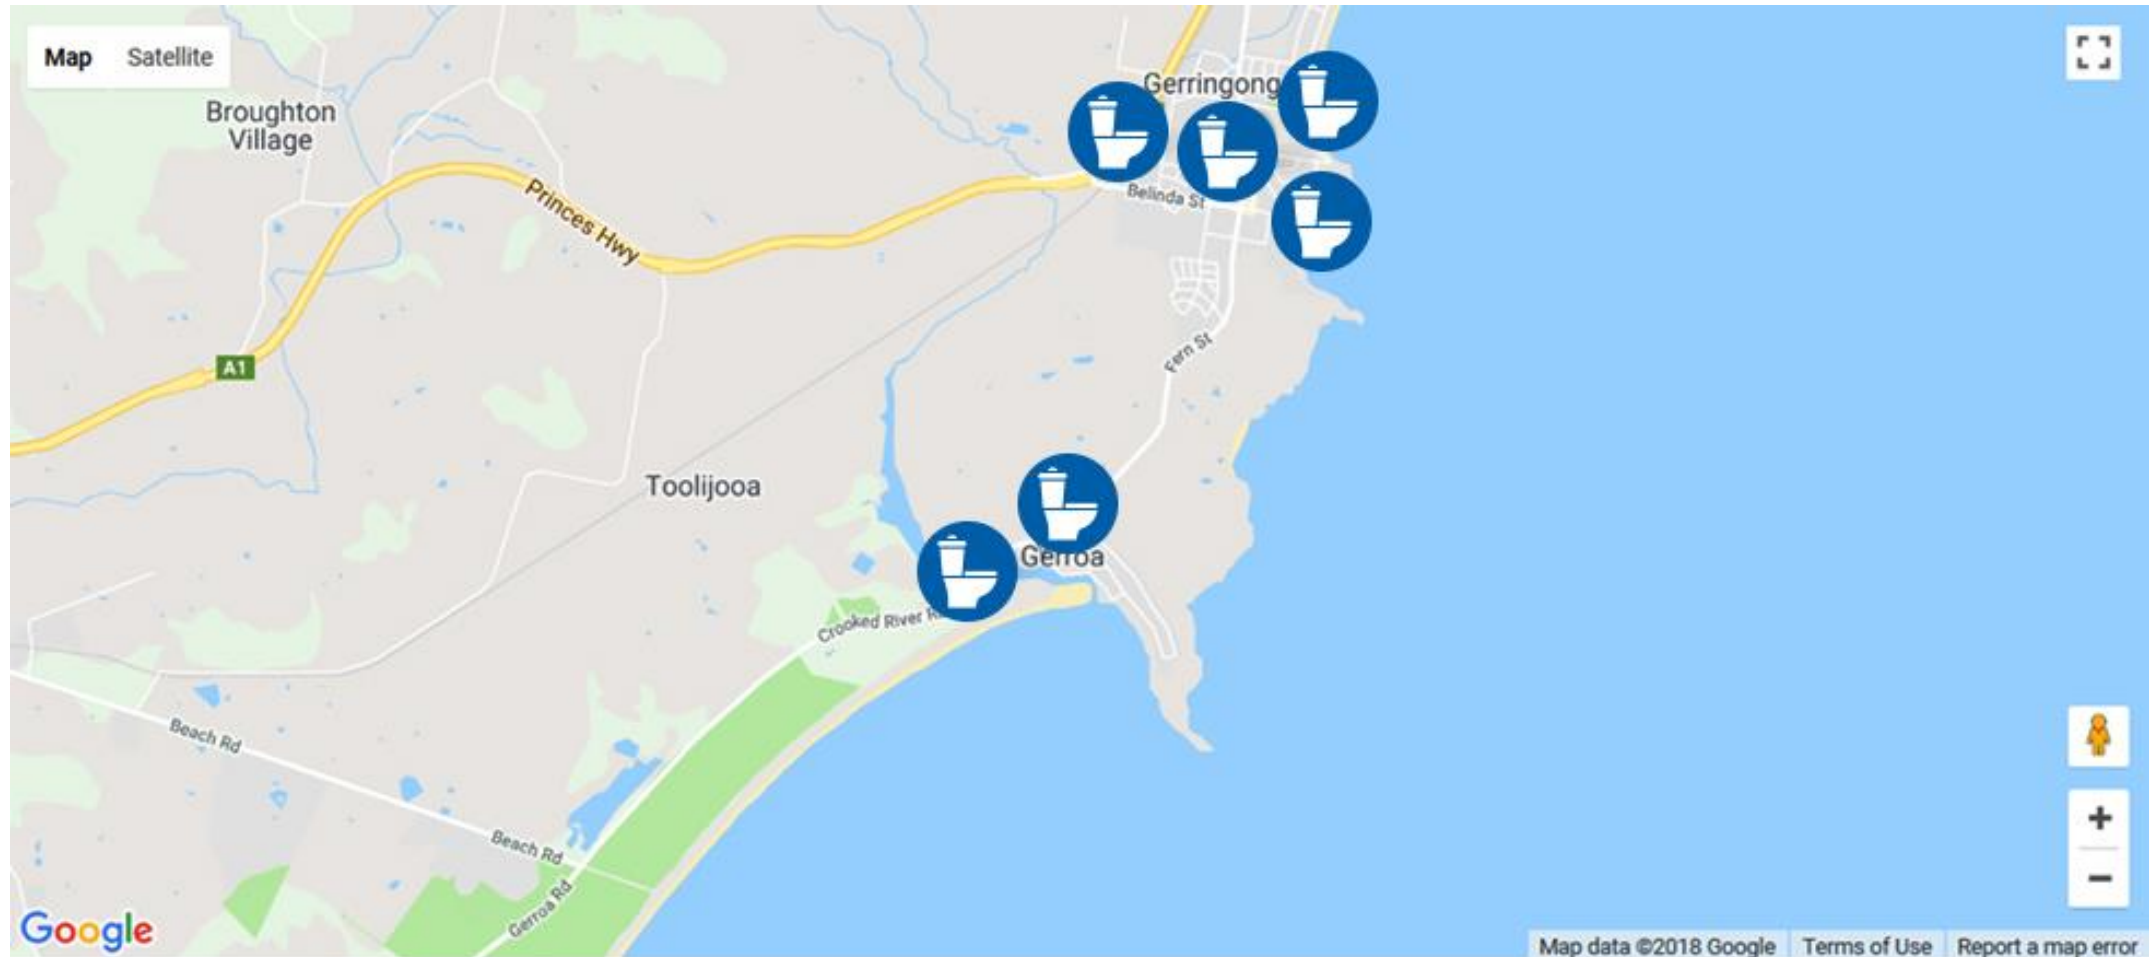 Map Satellite
Broughton
Village
Gerringong
Belinda St
Princes Hwy
A1
Fern St
Toolijooa
Gerroa
Crooked River
Beach Rd
Beach Rd
Gerroa Rd
Google
Map data ©2018 Google Terms of Use Report a map error